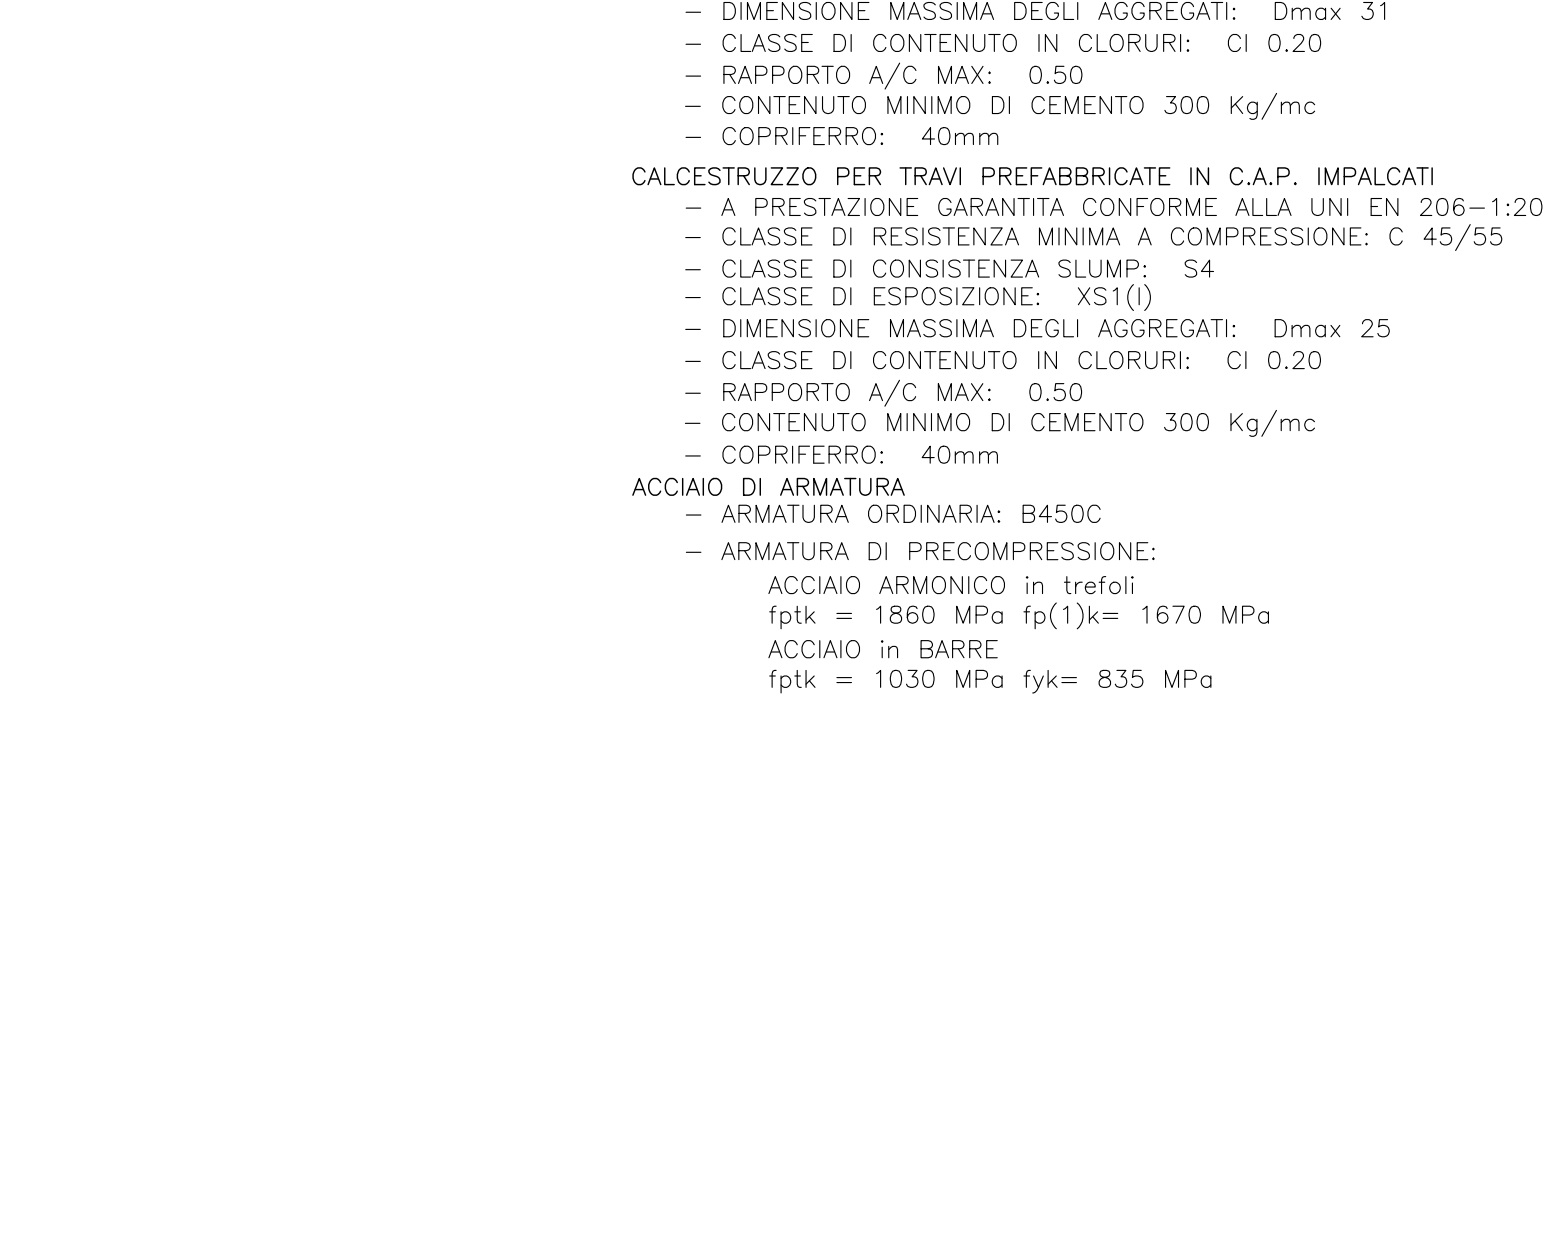 – DIMENSIONE MASSIMA DEGLI AGGREGATI: Dmax 31
– CLASSE DI CONTENUTO IN CLORURI: Cl 0.20
– RAPPORTO A/C MAX: 0.50
– CONTENUTO MINIMO DI CEMENTO 300 Kg/mc
– COPRIFERRO: 40mm
CALCESTRUZZO PER TRAVI PREFABBRICATE IN C.A.P. IMPALCATI
– A PRESTAZIONE GARANTITA CONFORME ALLA UNI EN 206–1:20
– CLASSE DI RESISTENZA MINIMA A COMPRESSIONE: C 45/55
– CLASSE DI CONSISTENZA SLUMP: S4
– CLASSE DI ESPOSIZIONE: XS1(I)
– DIMENSIONE MASSIMA DEGLI AGGREGATI: Dmax 25
– CLASSE DI CONTENUTO IN CLORURI: Cl 0.20
– RAPPORTO A/C MAX: 0.50
– CONTENUTO MINIMO DI CEMENTO 300 Kg/mc
– COPRIFERRO: 40mm
ACCIAIO DI ARMATURA
– ARMATURA ORDINARIA: B450C
– ARMATURA DI PRECOMPRESSIONE:
ACCIAIO ARMONICO in trefoli
fptk = 1860 MPa fp(1)k= 1670 MPa
ACCIAIO in BARRE
fptk = 1030 MPa fyk= 835 MPa